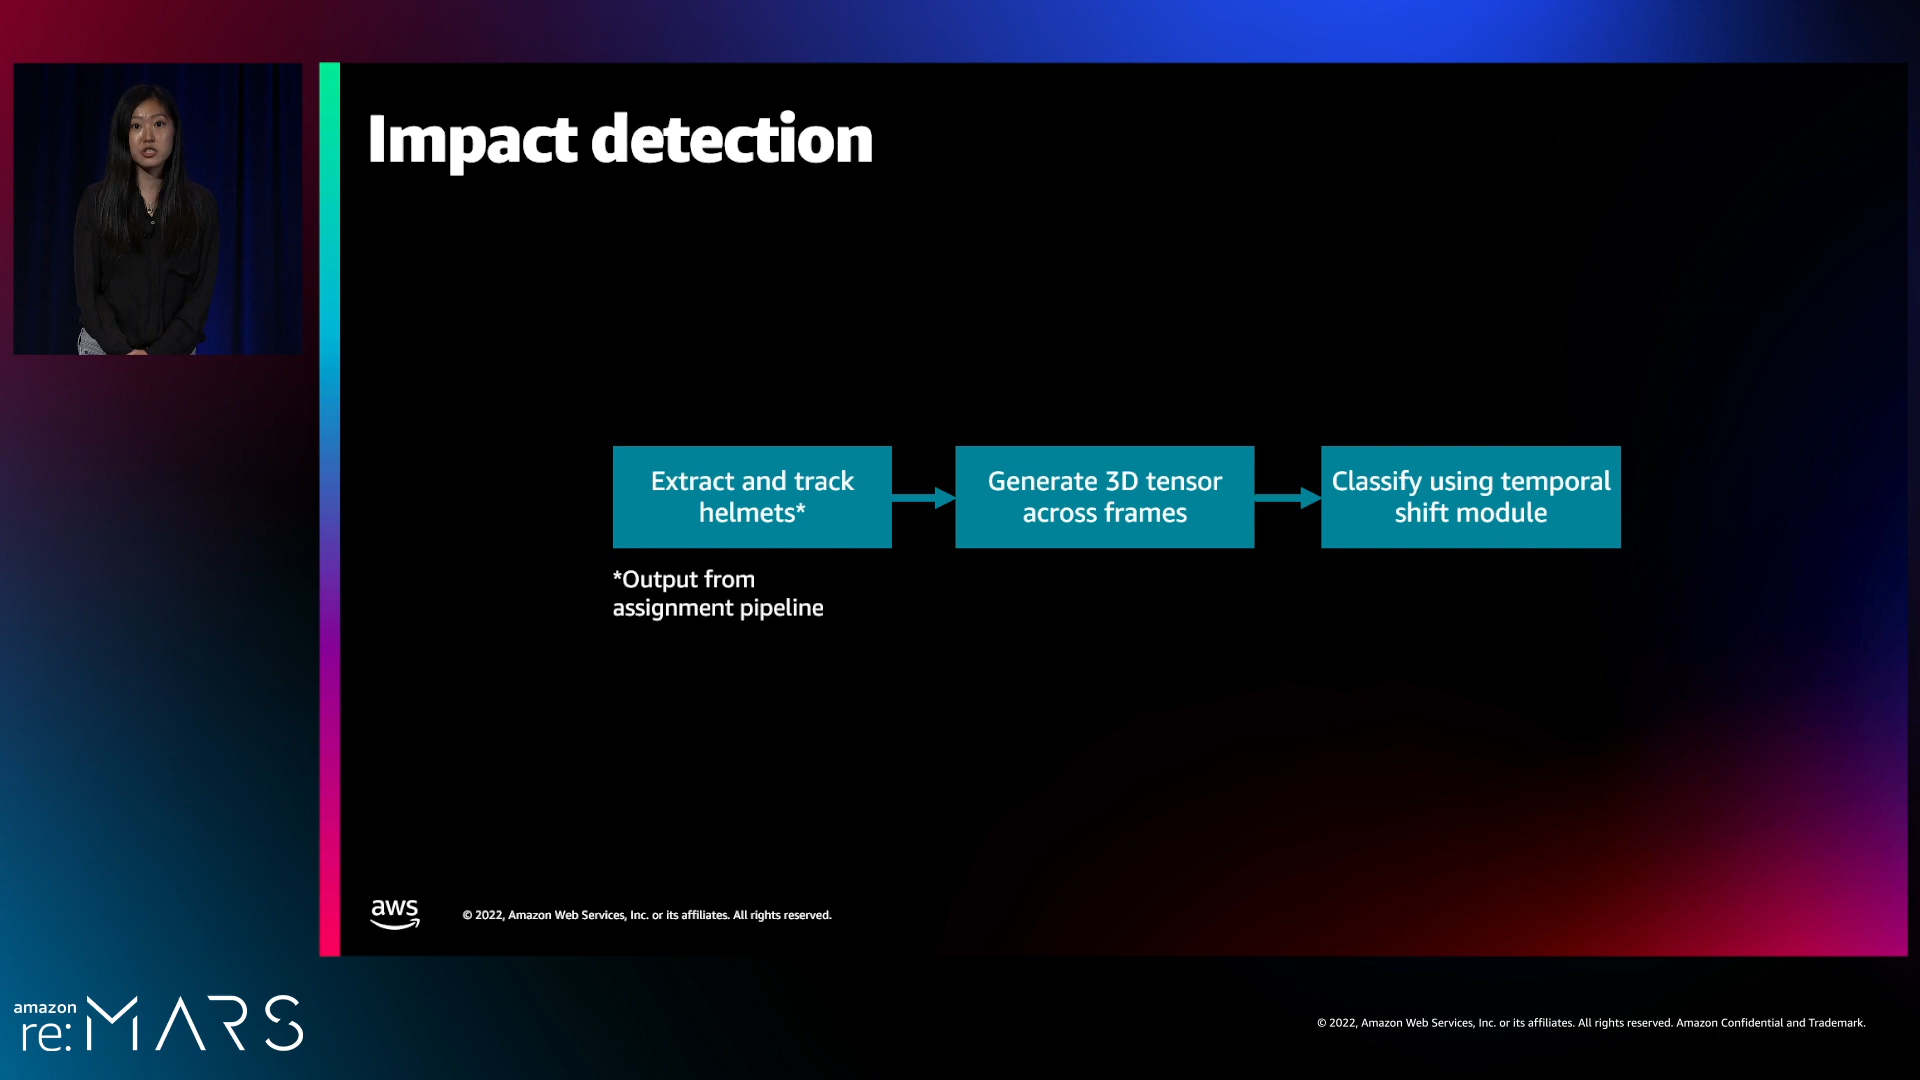 Impact detection
Extract and track
helmets*
Generate 3D tensor
across frames
Classify using temporal
shift module
*Output from
assignment pipeline
aws
© 2022, Amazon Web Services, Inc. or its affiliates. All rights reserved.
amazon
re:MARS
© 2022, Amazon Web Services, Inc. or its affiliates. All rights reserved. Amazon Confidential and Trademark.